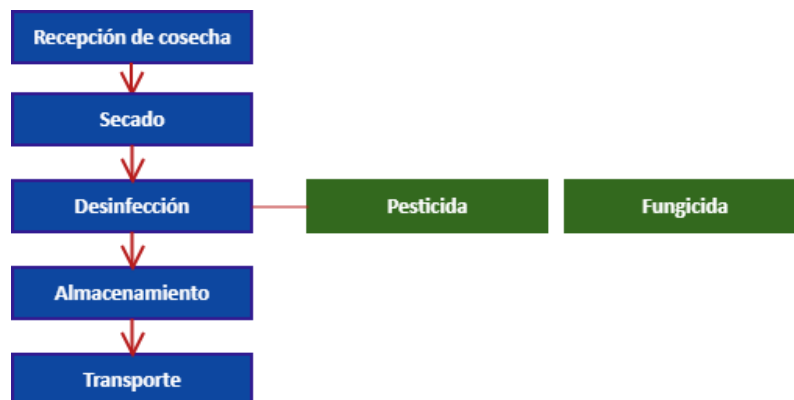 Recepción de cosecha
Secado
Desinfección
Pesticida
Fungicida
Almacenamiento
Transporte